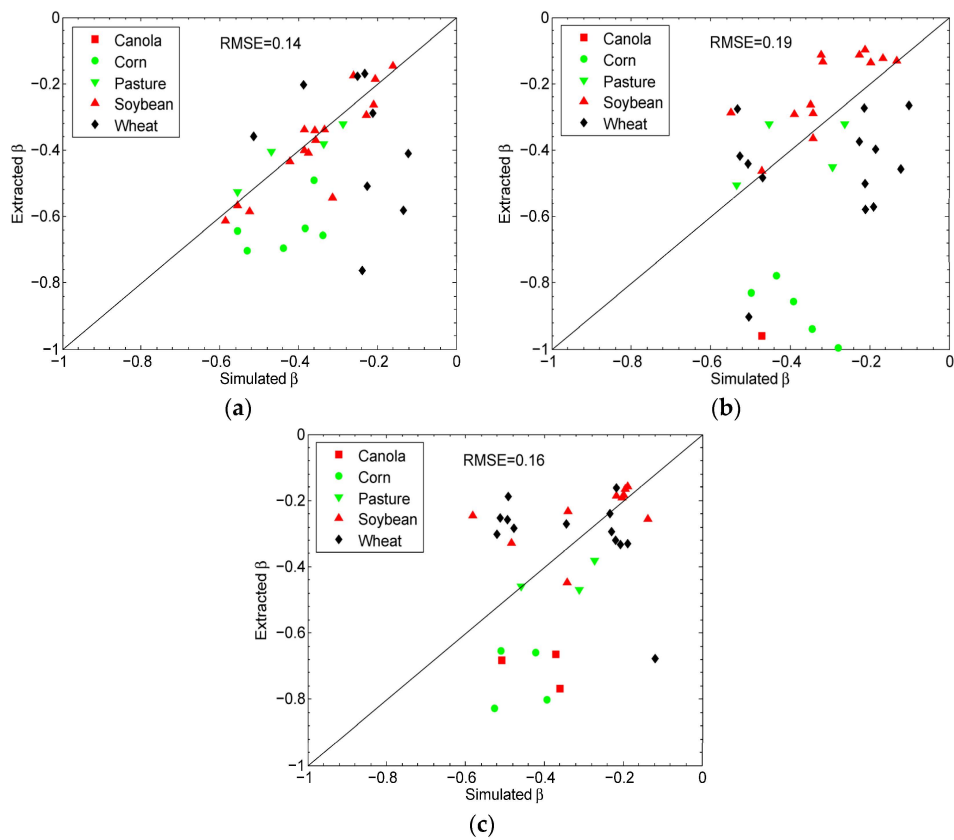 0
−0.2
−0.4
−0.6
−0.8
−1
Extracted β
Canola
Corn
Pasture
Soybean
Wheat
RMSE=0.14
−1 −0.8 −0.6 −0.4 −0.2 0
Simulated β
(a)
0
−0.2
−0.4
−0.6
−0.8
−1
Extracted β
Canola
Corn
Pasture
Soybean
Wheat
RMSE=0.19
−1 −0.8 −0.6 −0.4 −0.2 0
Simulated β
(b)
0
−0.2
−0.4
−0.6
−0.8
−1
Extracted β
Canola
Corn
Pasture
Soybean
Wheat
RMSE=0.16
−1 −0.8 −0.6 −0.4 −0.2 0
Simulated β
(c)